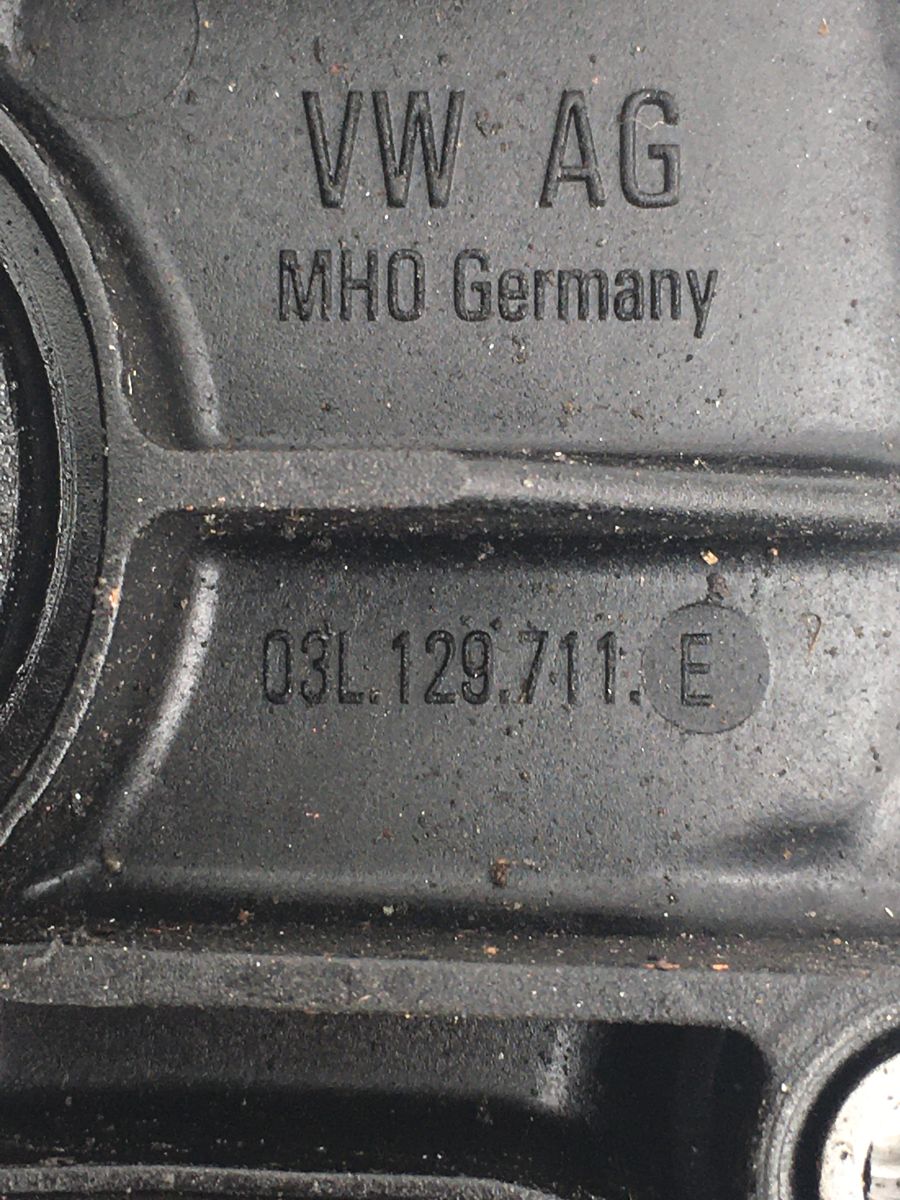 VW AG
MHO Germany
03L.129.711.E